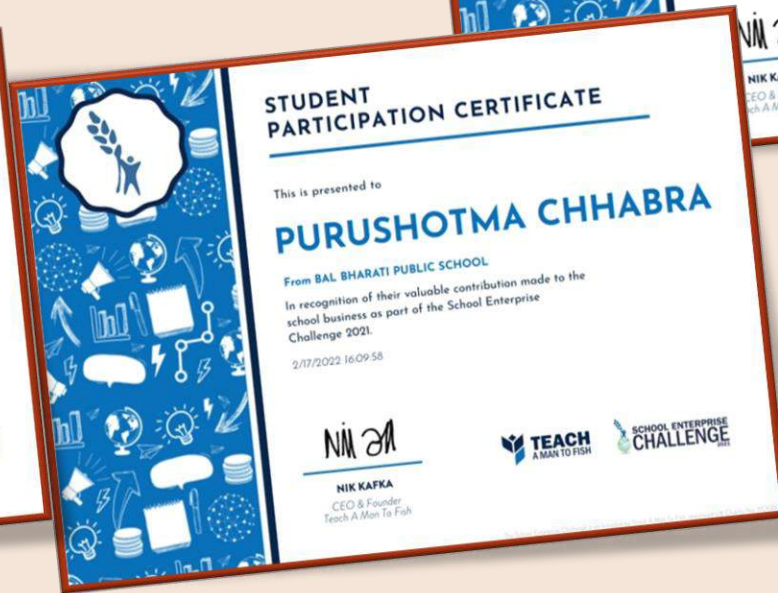 STUDENT
PARTICIPATION CERTIFICATE
This is presented to
PURUSHOTMA CHHABRA
From BAL BHARATI PUBLIC SCHOOL
In recognition of their valuable contribution made to the
school business as part of the School Enterprise
Challenge 2021.
2/17/2022 16:09:58
NIK KAFKA
CEO & Founder
Teach A Man To Fish
TEACH
A MAN TO FISH
SCHOOL ENTERPRISE
CHALLENGE
2021
NIK
CEO &